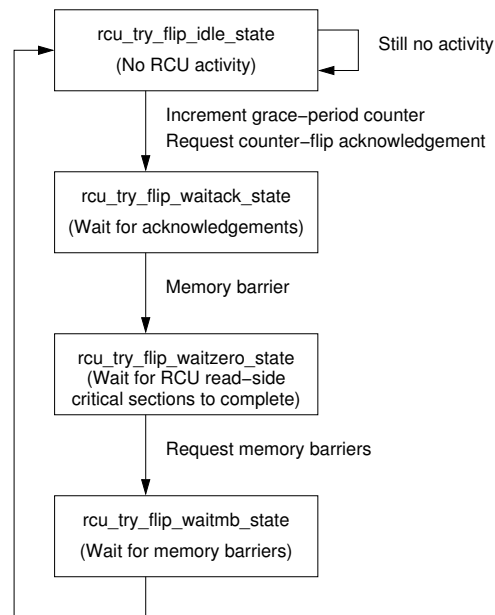 rcu_try_flip_idle_state
(No RCU activity)
Still no activity
Increment grace−period counter
Request counter−flip acknowledgement
rcu_try_flip_waitack_state
(Wait for acknowledgements)
Memory barrier
rcu_try_flip_waitzero_state
(Wait for RCU read−side
critical sections to complete)
Request memory barriers
rcu_try_flip_waitmb_state
(Wait for memory barriers)